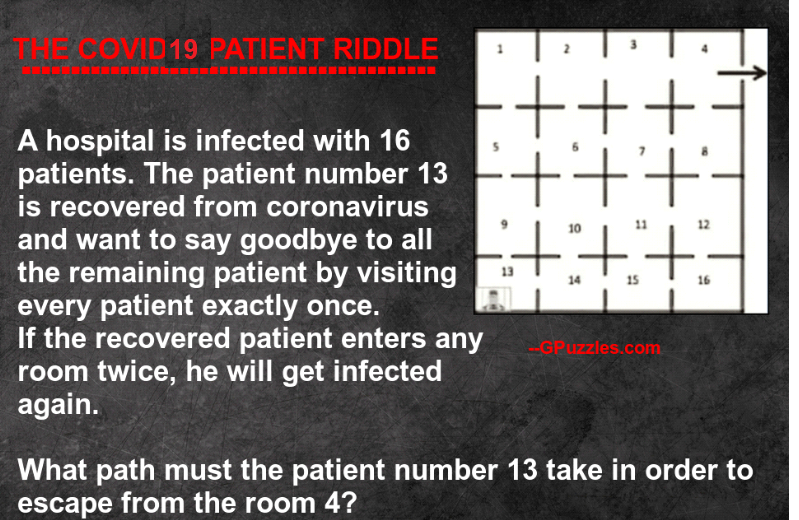 THE COVID19 PATIENT RIDDLE
A hospital is infected with 16
patients. The patient number 13
is recovered from coronavirus
and want to say goodbye to all
the remaining patient by visiting
every patient exactly once.
If the recovered patient enters any
room twice, he will get infected
again.
What path must the patient number 13 take in order to
escape from the room 4?
1 2 3 4
5 6 7 8
9 10 11 12
13 14 15 16
--GPuzzles.com